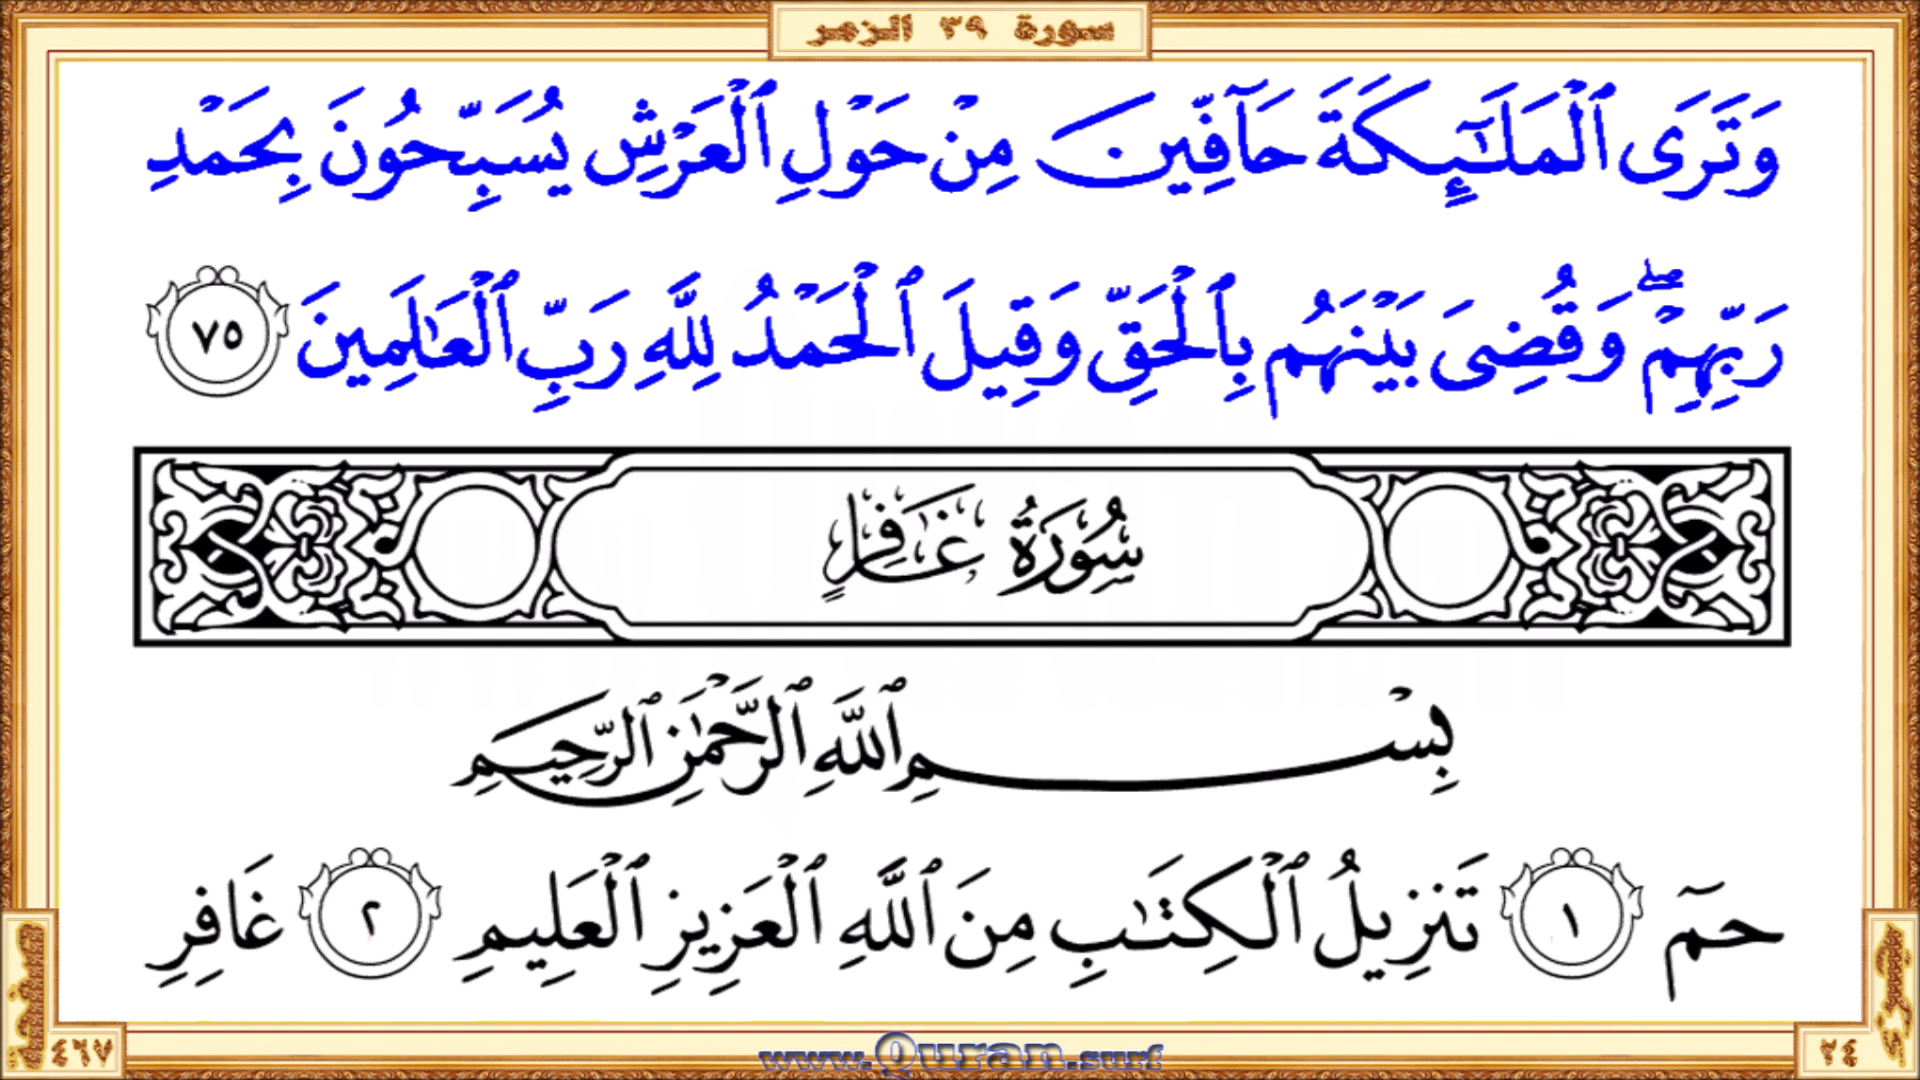 سورة ٣٩ الزمر
وَتَرَى ٱلْمَلَـٰٓئِكَةَ حَآفِّينَ مِنْ حَوْلِ ٱلْعَرْشِ يُسَبِّحُونَ بِحَمْدِ
رَبِّهِمْ ۖ وَقُضِىَ بَيْنَهُم بِٱلْحَقِّ وَقِيلَ ٱلْحَمْدُ لِلَّهِ رَبِّ ٱلْعَـٰلَمِينَ ٧٥
سُورَةُ غَافِرٍ
بِسْمِ ٱللَّهِ ٱلرَّحْمَـٰنِ ٱلرَّحِيمِ
حمٓ ١ تَنزِيلُ ٱلْكِتَـٰبِ مِنَ ٱللَّهِ ٱلْعَزِيزِ ٱلْعَلِيمِ ٢ غَافِرِ
صفحة
٤٦٧
www.Quran.surf
٢٤